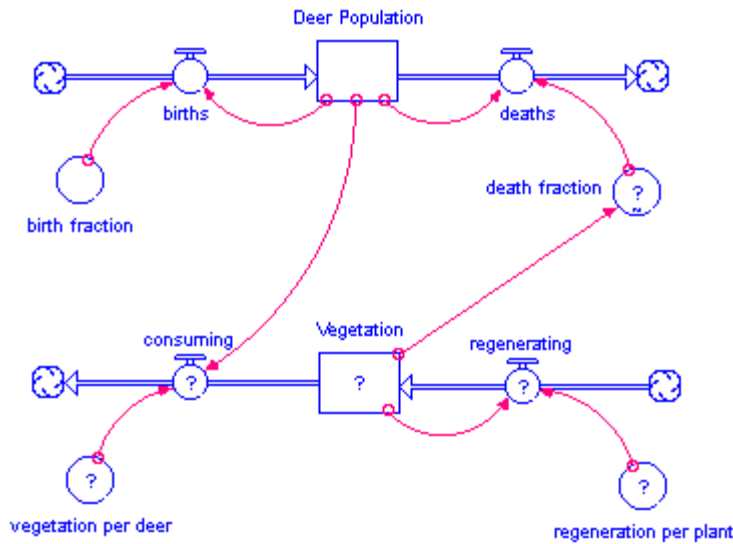 Deer Population
births
deaths
birth fraction
death fraction
?
~
consuming
Vegetation
regenerating
?
?
?
?
?
vegetation per deer
regeneration per plant